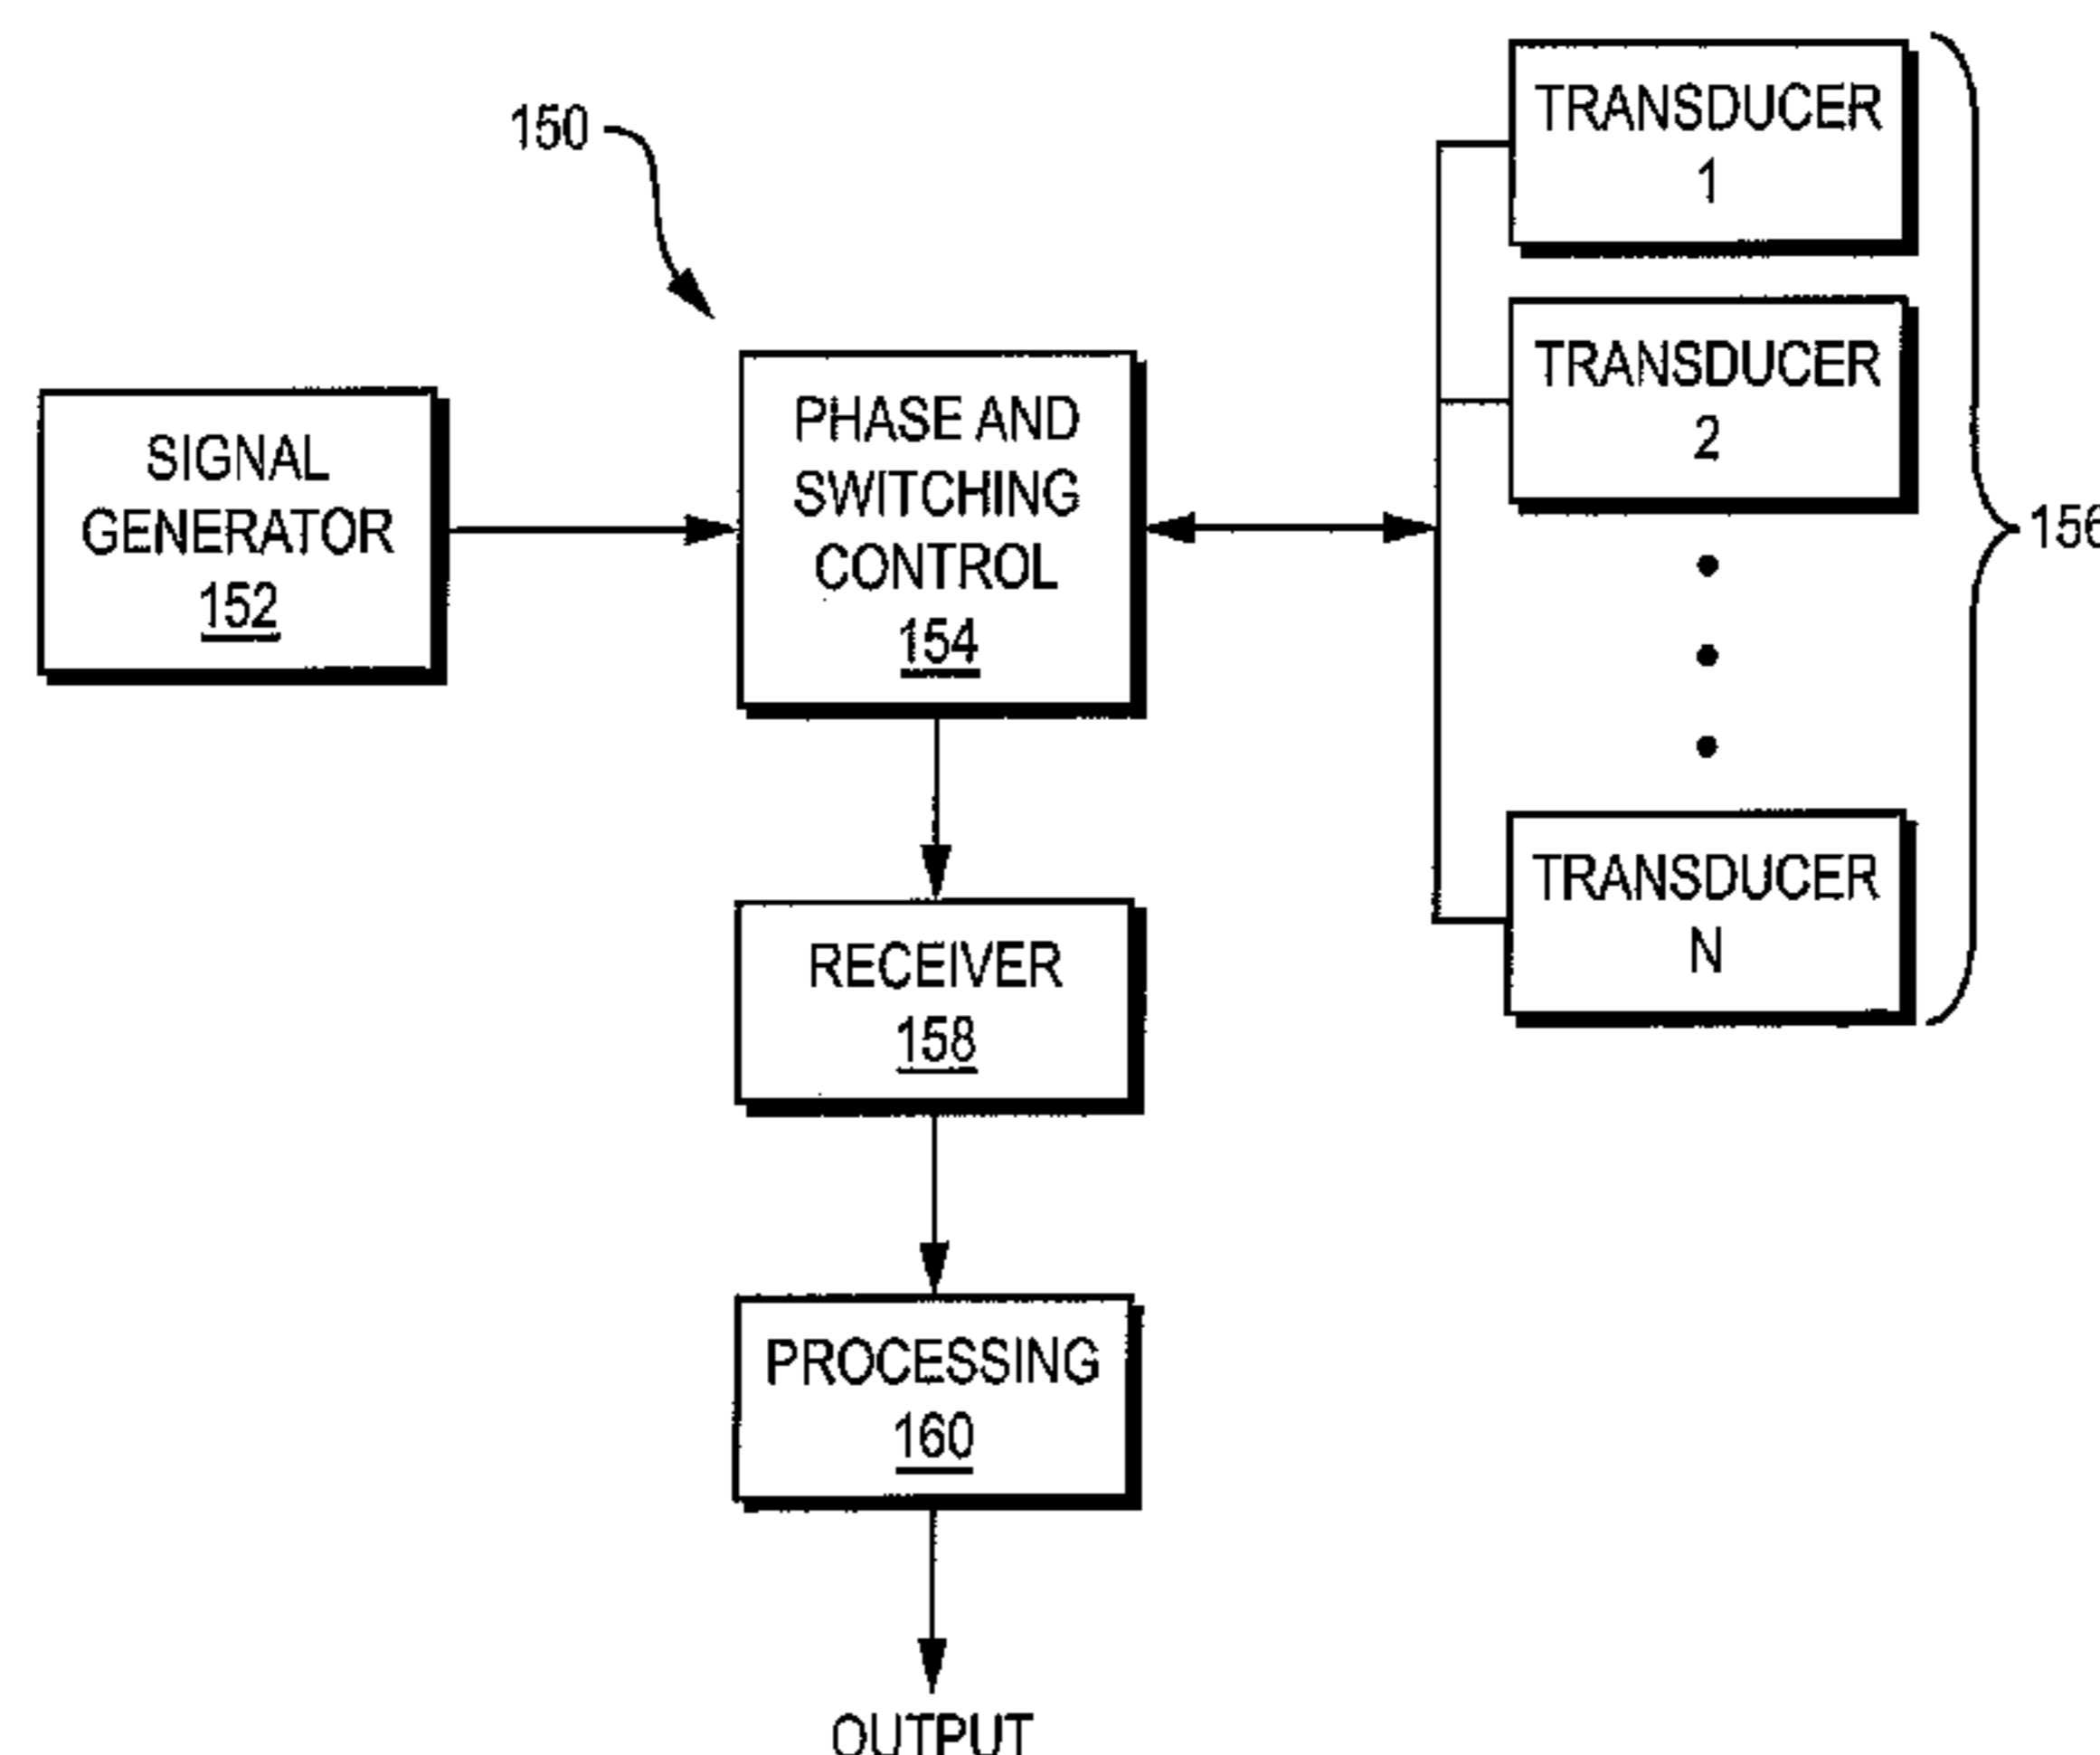 150
SIGNAL
GENERATOR
152
PHASE AND
SWITCHING
CONTROL
154
TRANSDUCER
1
TRANSDUCER
2
TRANSDUCER
N
156
RECEIVER
158
PROCESSING
160
OUTPUT